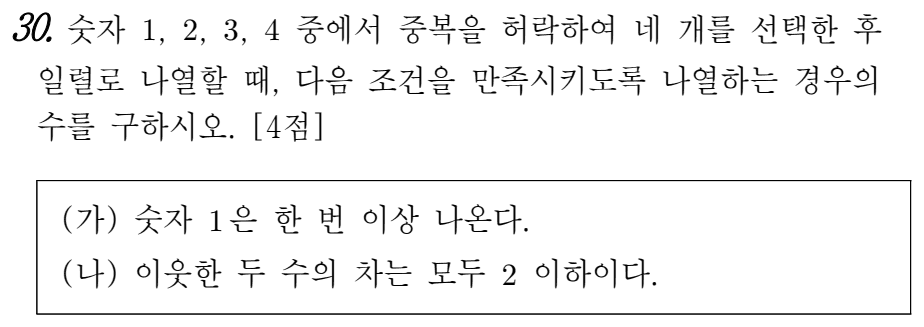 30. 숫자 1, 2, 3, 4 중에서 중복을 허락하여 네 개를 선택한 후
일렬로 나열할 때, 다음 조건을 만족시키도록 나열하는 경우의
수를 구하시오. [4점]
(가) 숫자 1은 한 번 이상 나온다.
(나) 이웃한 두 수의 차는 모두 2 이하이다.